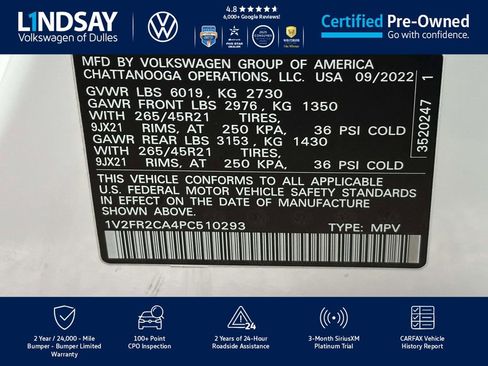 LINDSAY
Volkswagen of Dulles
4.8 ★★★★★
6,000+ Google Reviews!
Certified Pre-Owned
Go with confidence.
MFD BY VOLKSWAGEN GROUP OF AMERICA
CHATTANOOGA OPERATIONS, LLC. USA 09/2022
GVWR LBS 6019, KG 2730
GAWR FRONT LBS 2976, KG 1350
WITH 265/45R21 TIRES,
9JX21 RIMS, AT 250 KPA, 36 PSI COLD
GAWR REAR LBS 3153, KG 1430
WITH 265/45R21 TIRES,
9JX21 RIMS, AT 250 KPA, 36 PSI COLD
THIS VEHICLE CONFORMS TO ALL APPLICABLE
U.S. FEDERAL MOTOR VEHICLE SAFETY STANDARDS
IN EFFECT ON THE DATE OF MANUFACTURE
SHOWN ABOVE.
1V2FR2CA4PC510293 TYPE: MPV
3520247 1
2 Year / 24,000 - Mile
Bumper - Bumper Limited
Warranty
100+ Point
CPO Inspection
24
2 Years of 24-Hour
Roadside Assistance
3-Month SiriusXM
Platinum Trial
CARFAX Vehicle
History Report